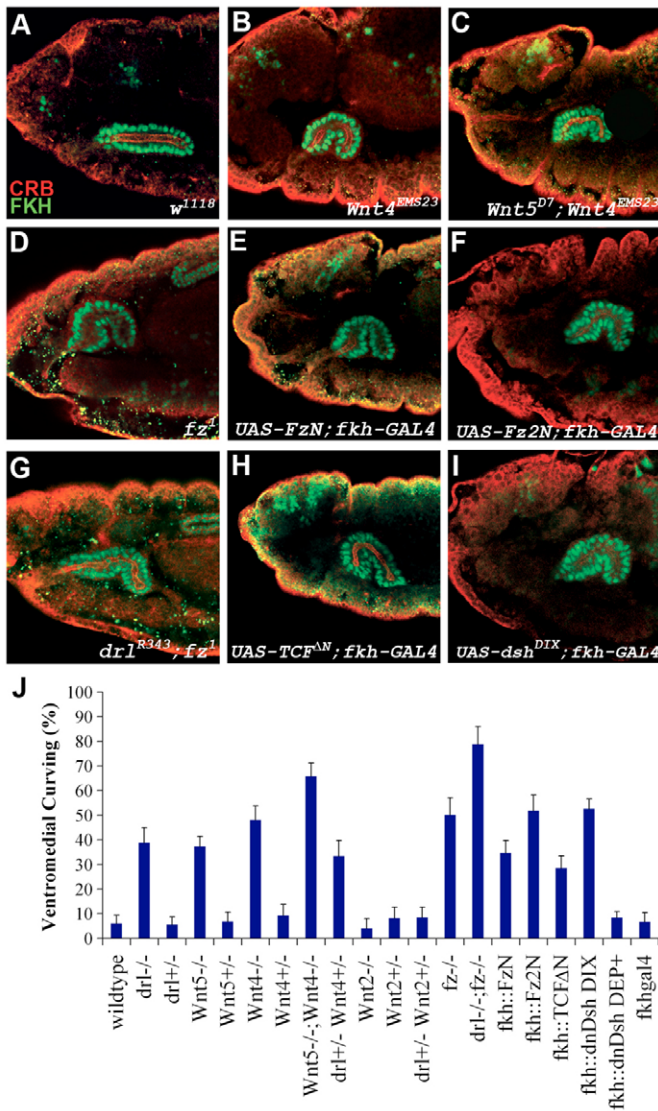 A
B
C
CRB
FKH
w1118
Wnt4EMS23
Wnt5D7;Wnt4EMS23
D
E
F
fz1
UAS-FzN;fkh-GAL4
UAS-Fz2N;fkh-GAL4
G
H
I
drlR343;fz1
UAS-TCFΔN;fkh-GAL4
UAS-dshDIX;fkh-GAL4
J
Ventromedial Curving (%)
100
90
80
70
60
50
40
30
20
10
0
wildtype
drl-/-
drl+/-
Wnt5-/-
Wnt5+/-
Wnt4-/-
Wnt4+/-
Wnt5-/-;Wnt4-/-
drl+/- Wnt4+/-
Wnt2-/-
Wnt2+/-
drl+/- Wnt2+/-
fz-/-
drl-/-;fz-/-
fkh::FzN
fkh::Fz2N
fkh::TCFΔN
fkh::dnDsh DIX
fkh::dnDsh DEP+
fkhgal4